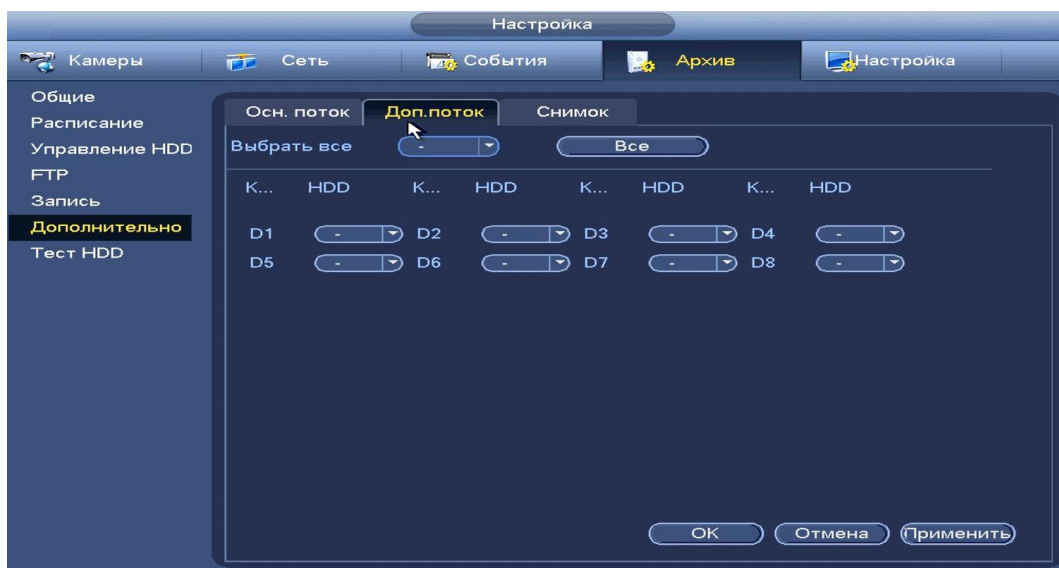 Настройка
Камеры Сеть События Архив Настройка
Общие
Расписание
Управление HDD
FTP
Запись
Дополнительно
Тест HDD
Осн. поток Доп.поток Снимок
Выбрать все - Все
К... HDD К... HDD К... HDD К... HDD
D1 - D2 - D3 - D4 -
D5 - D6 - D7 - D8 -
OK Отмена Применить